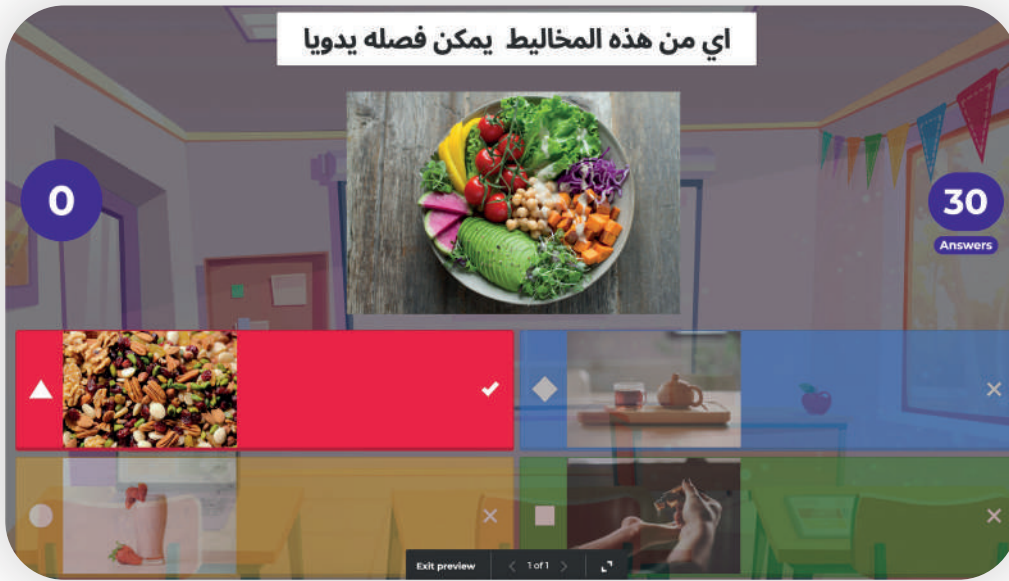 اي من هذه المخاليط يمكن فصله يدويا
0
30
Answers
Exit preview
1 of 1